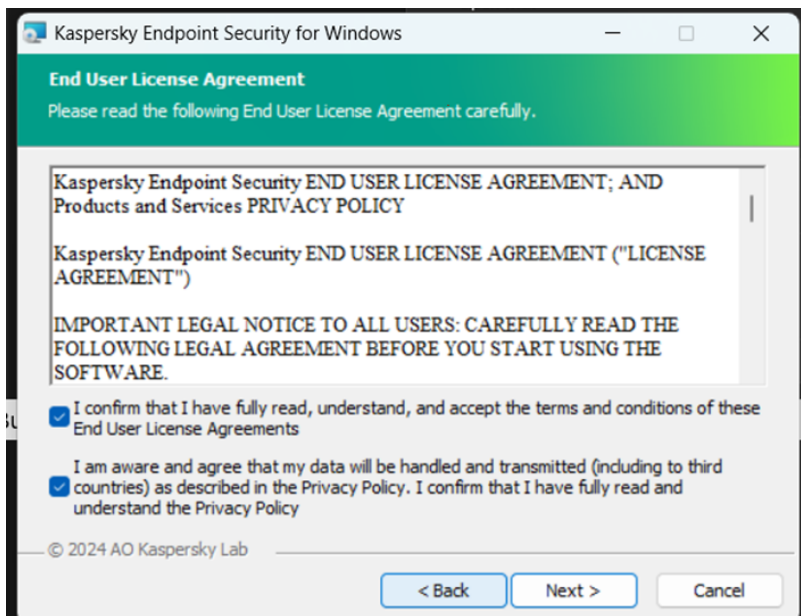 Kaspersky Endpoint Security for Windows
End User License Agreement
Please read the following End User License Agreement carefully.
Kaspersky Endpoint Security END USER LICENSE AGREEMENT; AND
Products and Services PRIVACY POLICY
Kaspersky Endpoint Security END USER LICENSE AGREEMENT ("LICENSE
AGREEMENT")
IMPORTANT LEGAL NOTICE TO ALL USERS: CAREFULLY READ THE
FOLLOWING LEGAL AGREEMENT BEFORE YOU START USING THE
SOFTWARE.
I confirm that I have fully read, understand, and accept the terms and conditions of these
End User License Agreements
I am aware and agree that my data will be handled and transmitted (including to third
countries) as described in the Privacy Policy. I confirm that I have fully read and
understand the Privacy Policy
© 2024 AO Kaspersky Lab
< Back
Next >
Cancel